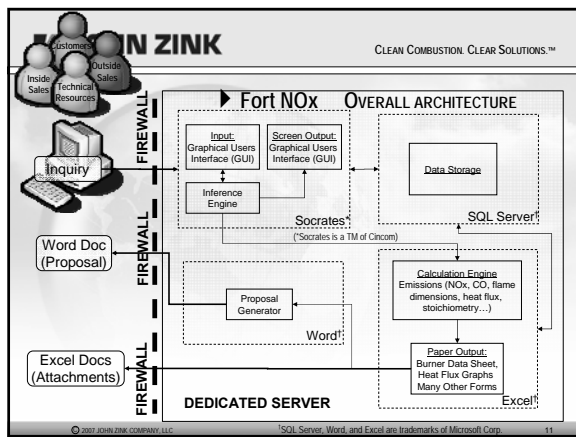 Customers
Inside
Sales
Outside
Sales
Technical
Resources
N ZINK
CLEAN COMBUSTION. CLEAR SOLUTIONS.™
Fort NOx OVERALL ARCHITECTURE
FIREWALL
Inquiry
Input:
Graphical Users
Interface (GUI)
Screen Output:
Graphical Users
Interface (GUI)
Inference
Engine
Socrates*
(*Socrates is a TM of Cincom)
Data Storage
SQL Server†
FIREWALL
Word Doc
(Proposal)
Proposal
Generator
Word†
Calculation Engine
Emissions (NOx, CO, flame
dimensions, heat flux,
stoichiometry…)
FIREWALL
Excel Docs
(Attachments)
Paper Output:
Burner Data Sheet,
Heat Flux Graphs
Many Other Forms
Excel†
DEDICATED SERVER
© 2007 JOHN ZINK COMPANY, LLC
†SQL Server, Word, and Excel are trademarks of Microsoft Corp.
11